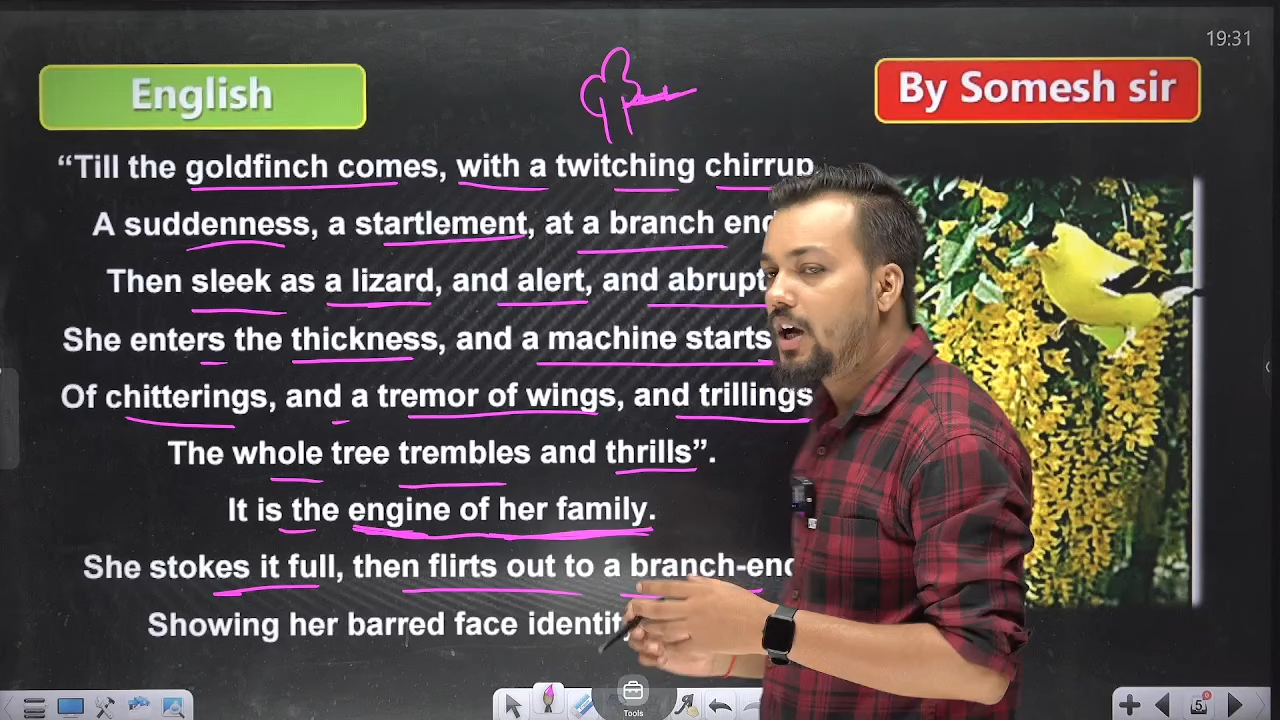 19:31
English
By Somesh sir
“Till the goldfinch comes, with a twitching chirrup
A suddenness, a startlement, at a branch end
Then sleek as a lizard, and alert, and abrupt
She enters the thickness, and a machine starts
Of chitterings, and a tremor of wings, and trillings
The whole tree trembles and thrills”.
It is the engine of her family.
She stokes it full, then flirts out to a branch-end
Showing her barred face identit
5
Tools